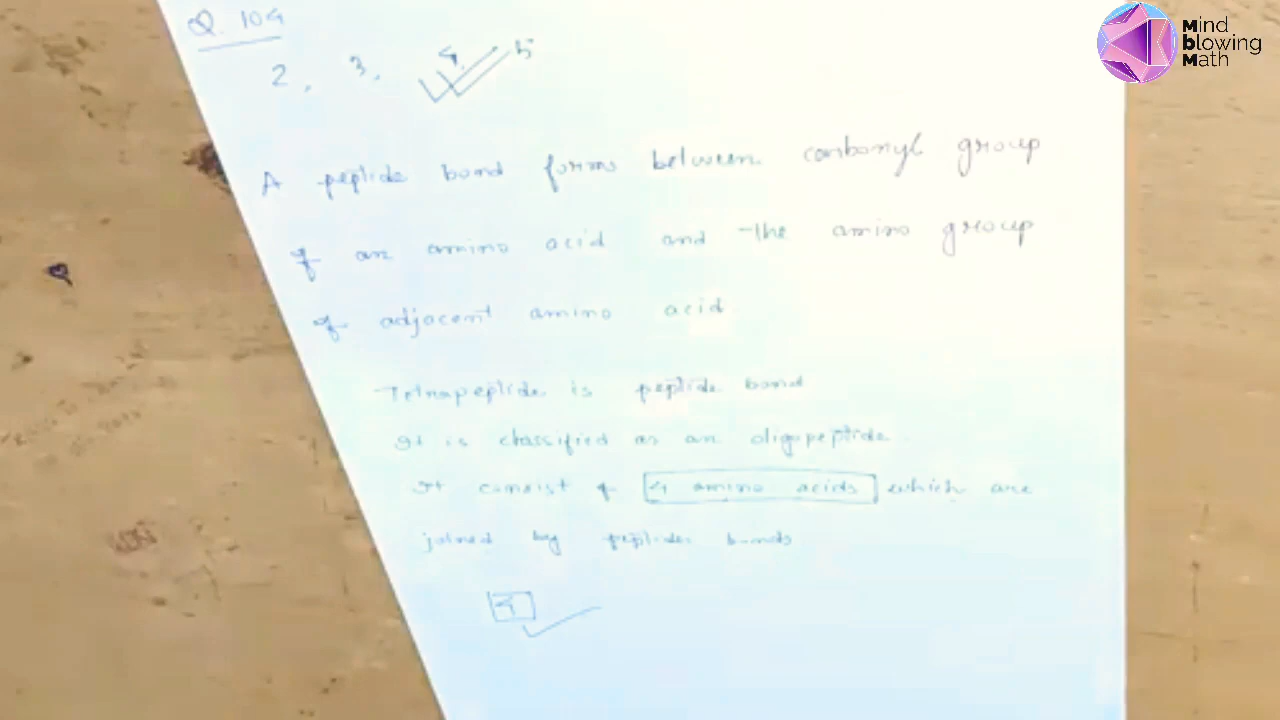 Q. 104
2, 3, 4, 5
A peptide bond forms between carbonyl group
of an amino acid and the amino group
of adjacent amino acid
Tetrapeptide is peptide bond
It is classified as an oligopeptide.
It consist of 4 amino acids which are
joined by peptides bonds
4
Mind
blowing
Math